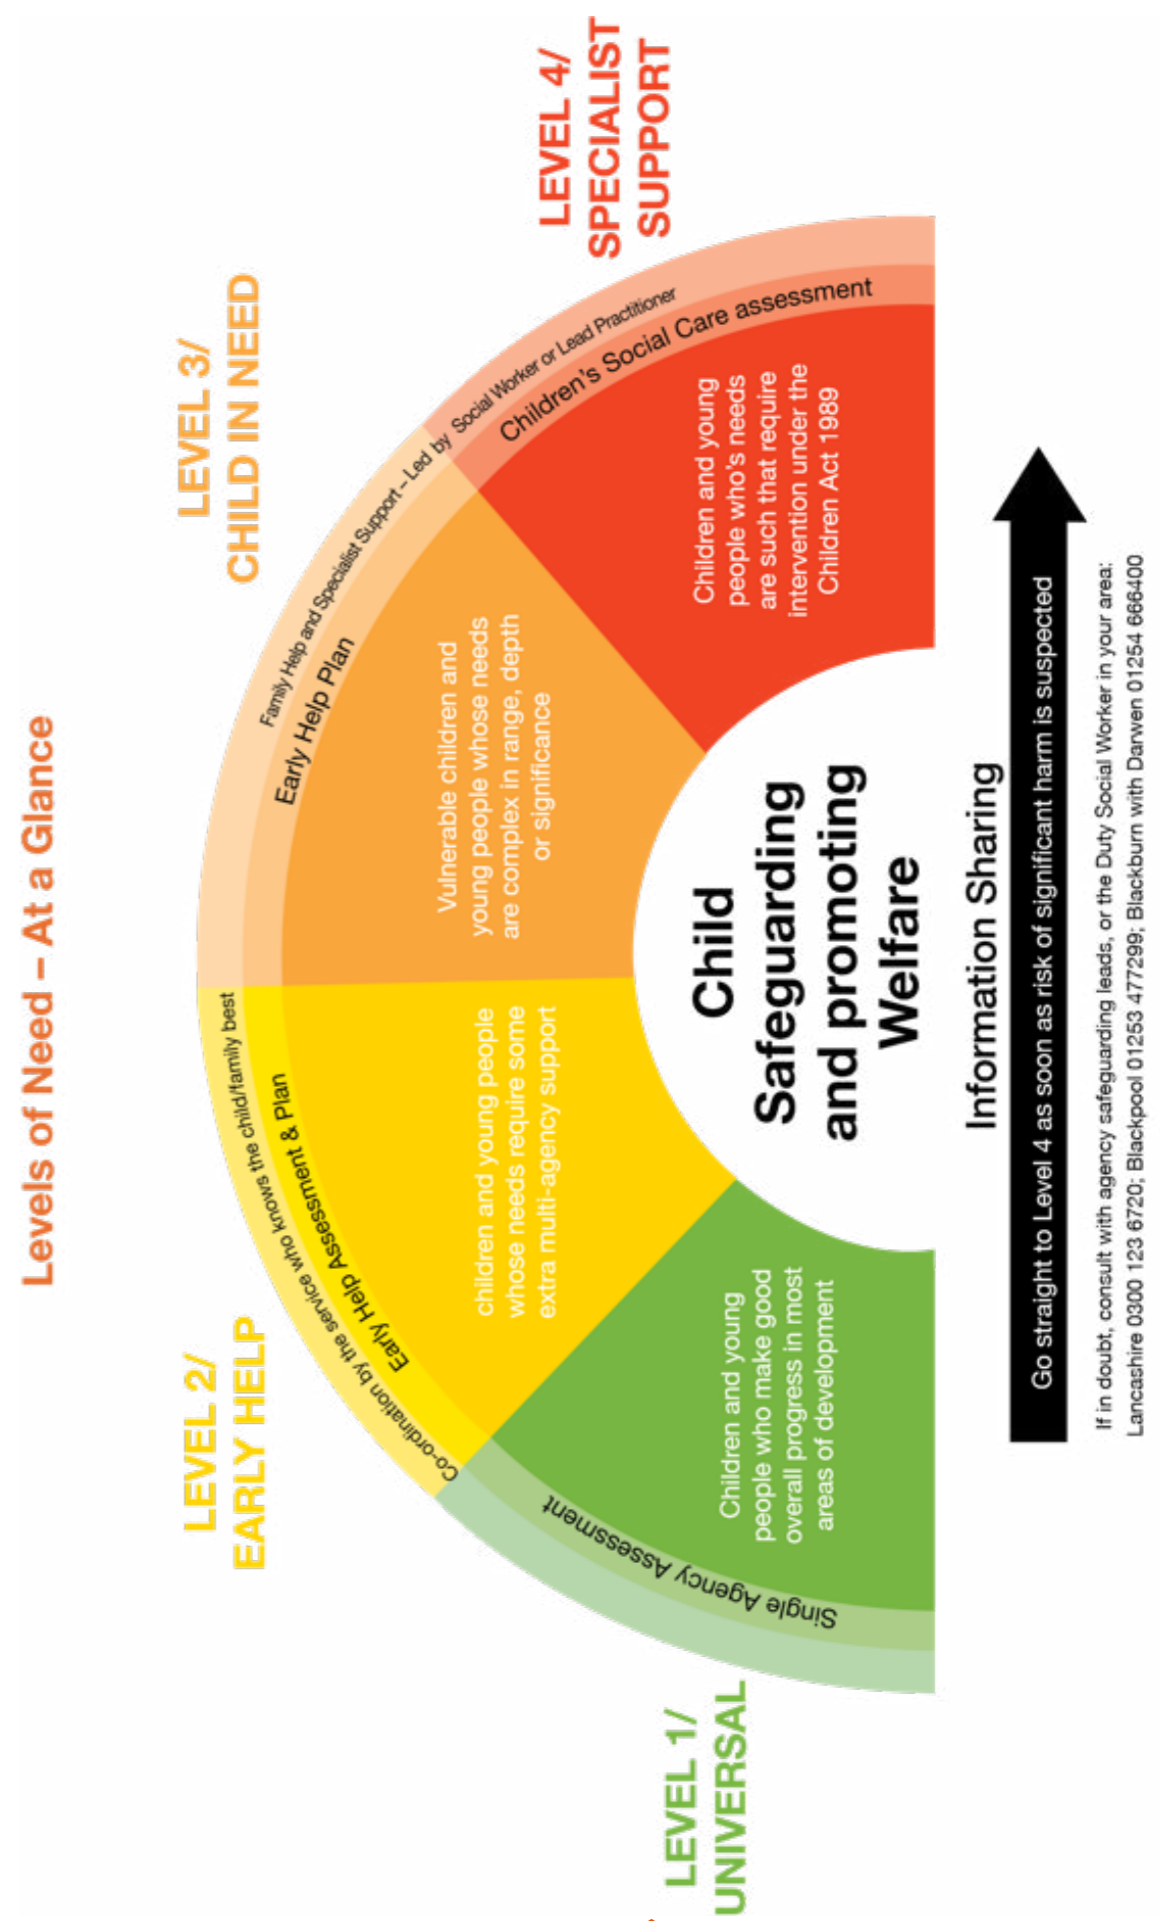 Levels of Need – At a Glance
LEVEL 1/
UNIVERSAL
LEVEL 2/
EARLY HELP
LEVEL 3/
CHILD IN NEED
LEVEL 4/
SPECIALIST
SUPPORT
Single Agency Assessment
Co-ordination by the service who knows the child/family best
Early Help Assessment & Plan
Family Help and Specialist Support – Led by Social Worker or Lead Practitioner
Early Help Plan
Children's Social Care assessment
Children and young
people who make good
overall progress in most
areas of development
children and young people
whose needs require some
extra multi-agency support
Vulnerable children and
young people whose needs
are complex in range, depth
or significance
Children and young
people who's needs
are such that require
intervention under the
Children Act 1989
Child
Safeguarding
and promoting
Welfare
Information Sharing
Go straight to Level 4 as soon as risk of significant harm is suspected
If in doubt, consult with agency safeguarding leads, or the Duty Social Worker in your area:
Lancashire 0300 123 6720; Blackpool 01253 477299; Blackburn with Darwen 01254 666400